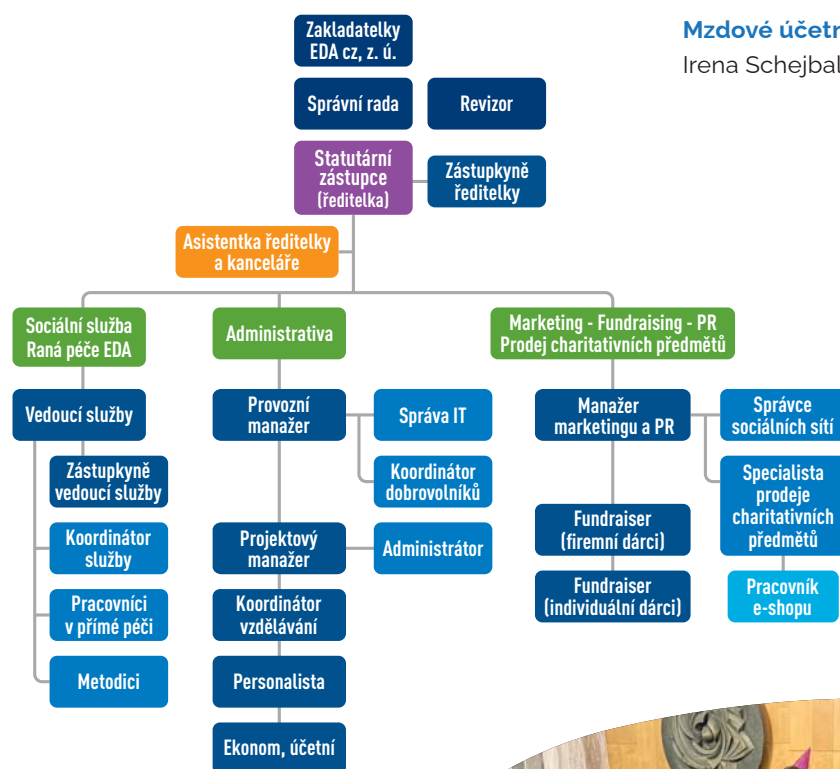 Zakladatelky
EDA cz, z. ú.
Mzdové
Irena
Správní rada
Revizor
Statutární
zástupce
(ředitelka)
Zástupkyně
ředitelky
Asistentka ředitelky
a kanceláře
Sociální služba
Raná péče EDA
Administrativa
Marketing - Fundraising - PR
Prodej charitativních předmětů
Vedoucí služby
Zástupkyně
vedoucí služby
Koordinátor
služby
Pracovníci
v přímé péči
Metodici
Provozní
manažer
Správa IT
Koordinátor
dobrovolníků
Projektový
manažer
Administrátor
Koordinátor
vzdělávání
Personalista
Ekonom, účetní
Manažer
marketingu a PR
Správce
sociálních sítí
Specialista
prodeje
charitativních
předmětů
Fundraiser
(firemní dárci)
Fundraiser
(individuální dárci)
Pracovník
e-shopu